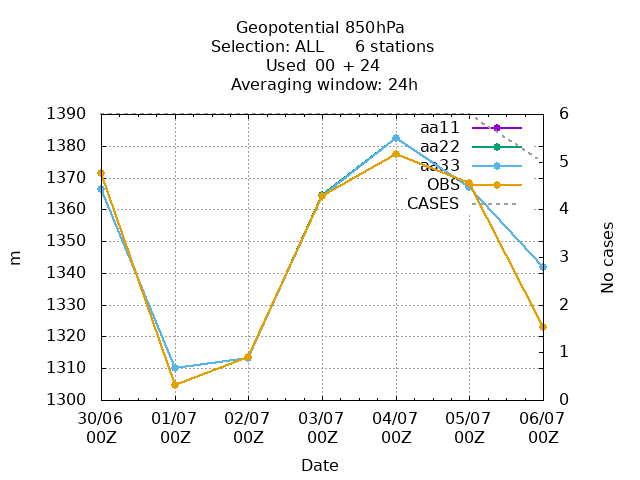 Geopotential 850hPa
Selection: ALL 6 stations
Used 00 + 24
Averaging window: 24h
1390
1380
1370
1360
1350
1340
1330
1320
1310
1300
m
6
5
4
3
2
1
0
No cases
aa11
aa22
aa33
OBS
CASES
30/06 01/07 02/07 03/07 04/07 05/07 06/07
00Z 00Z 00Z 00Z 00Z 00Z 00Z
Date